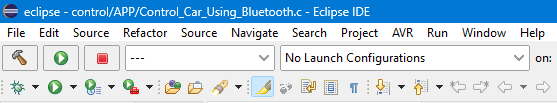 eclipse - control/APP/Control_Car_Using_Bluetooth.c - Eclipse IDE
File Edit Source Refactor Source Navigate Search Project AVR Run Window Help
--- No Launch Configurations on: